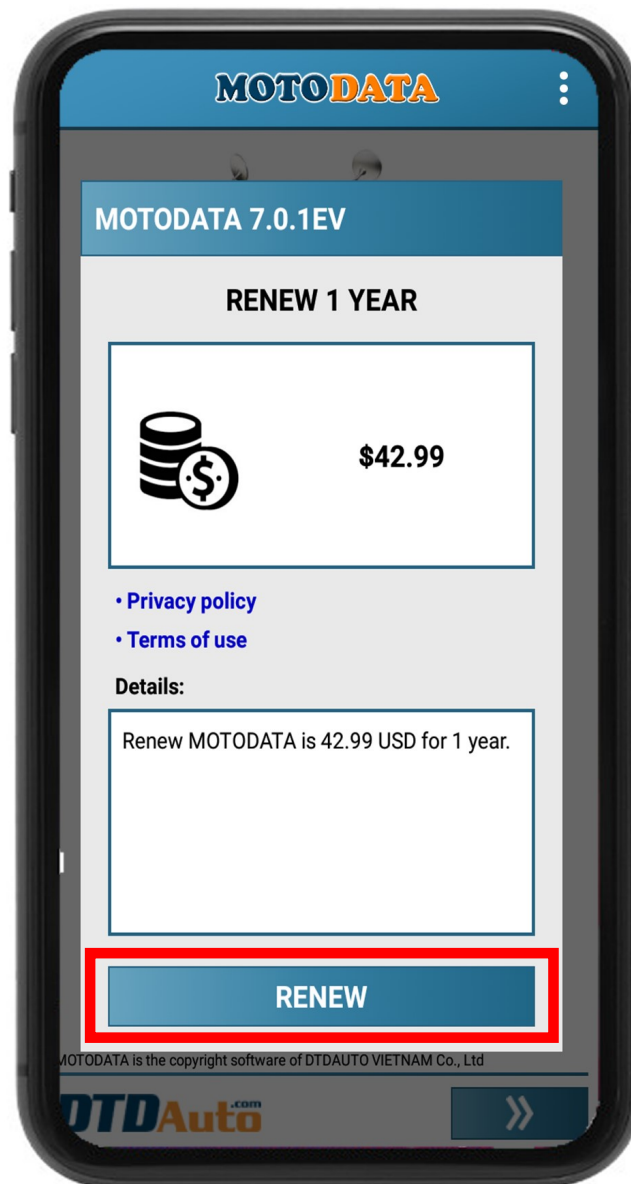 MOTODATA
MOTODATA 7.0.1EV
RENEW 1 YEAR
$42.99
• Privacy policy
• Terms of use
Details:
Renew MOTODATA is 42.99 USD for 1 year.
RENEW
MOTODATA is the copyright software of DTDAUTO VIETNAM Co., Ltd
DTDAuto.com